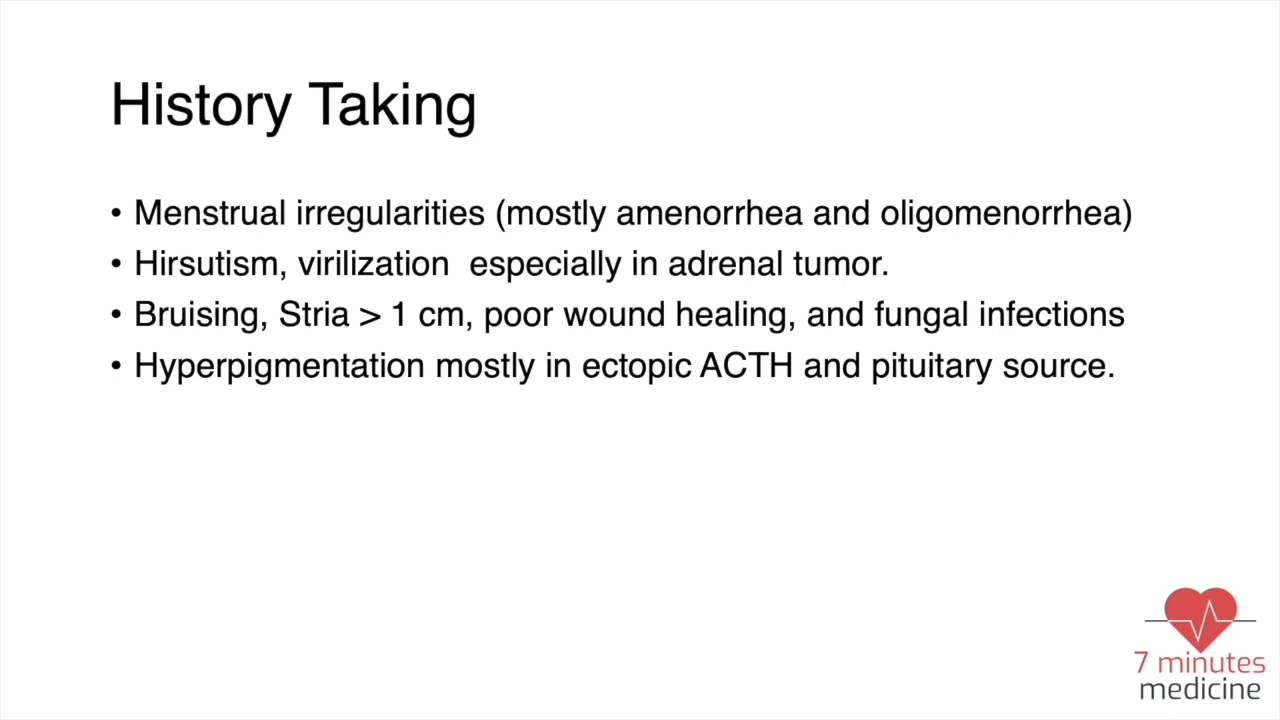 History Taking
• Menstrual irregularities (mostly amenorrhea and oligomenorrhea)
• Hirsutism, virilization  especially in adrenal tumor.
• Bruising, Stria > 1 cm, poor wound healing, and fungal infections
• Hyperpigmentation mostly in ectopic ACTH and pituitary source.
7 minutes
medicine